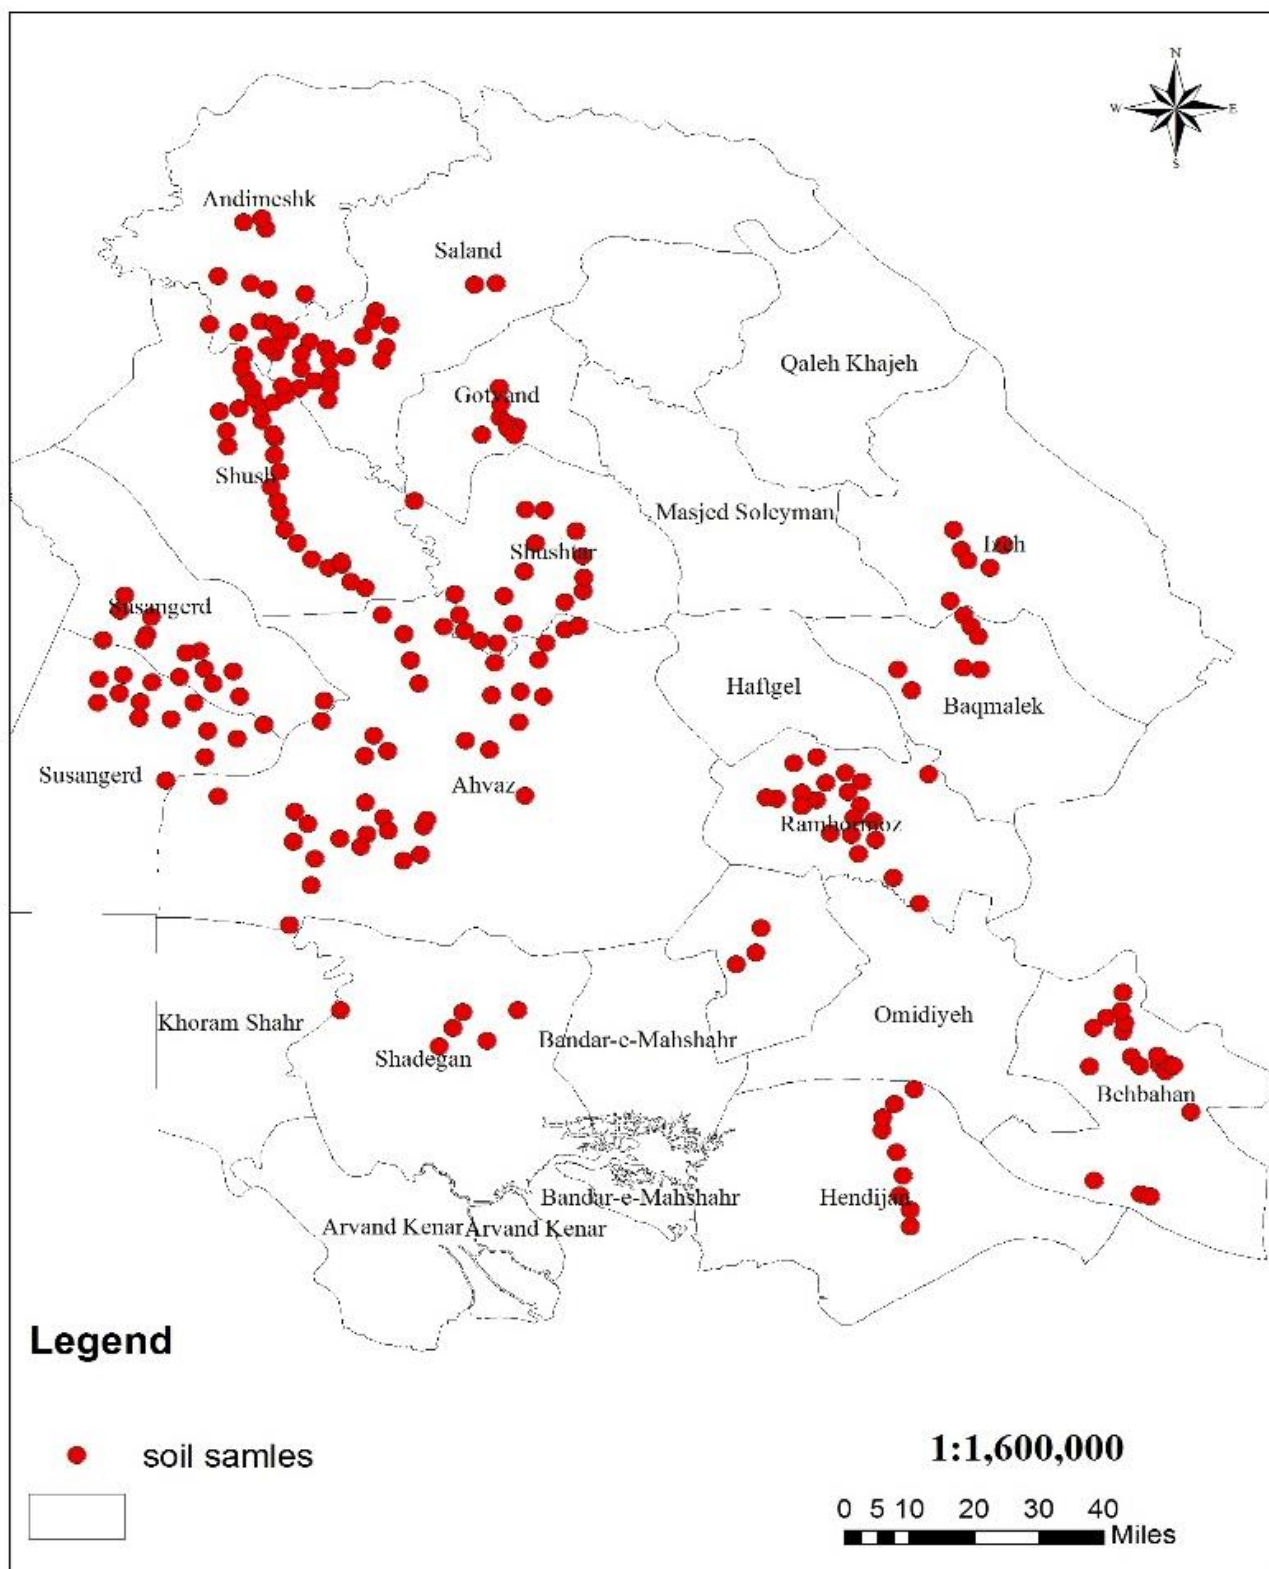 N
W
E
S
Andimeshk
Saland
Qaleh Khajeh
Gotvand
Shush
Masjed Soleyman
Shushtar
Izeh
Susangerd
Haftgel
Baqmalek
Susangerd
Ahvaz
Ramhormoz
Khoram Shahr
Omidiyeh
Bandar-e-Mahshahr
Shadegan
Behbahan
Bandar-e-Mahshahr
Hendijan
Arvand Kenar
Arvand Kenar
Legend
soil samles
1:1,600,000
0 5 10 20 30 40
Miles